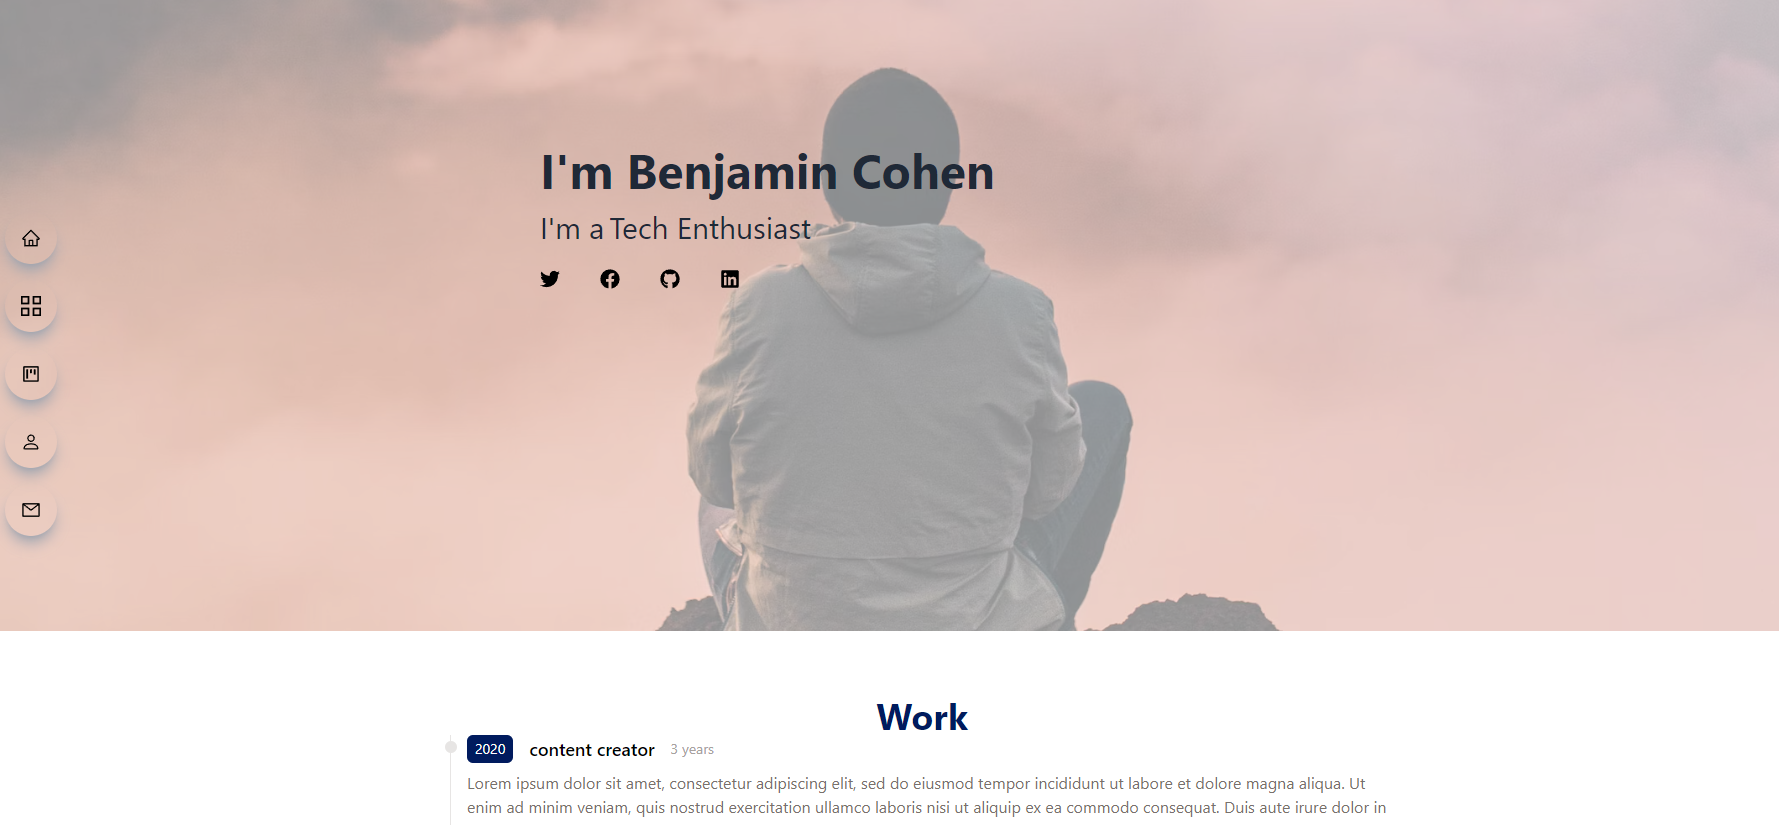 I'm Benjamin Cohen
I'm a Tech Enthusiast
Work
2020 content creator 3 years
Lorem ipsum dolor sit amet, consectetur adipiscing elit, sed do eiusmod tempor incididunt ut labore et dolore magna aliqua. Ut
enim ad minim veniam, quis nostrud exercitation ullamco laboris nisi ut aliquip ex ea commodo consequat. Duis aute irure dolor in